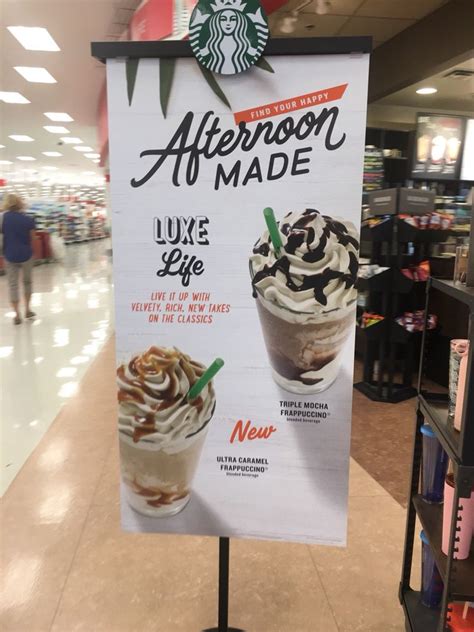 FIND YOUR HAPPY
Afternoon
MADE
LUXE
Life
LIVE IT UP WITH
VELVETY, RICH, NEW TAKES
ON THE CLASSICS
TRIPLE MOCHA
FRAPPUCCINO®
blended beverage
New
ULTRA CARAMEL
FRAPPUCCINO®
blended beverage